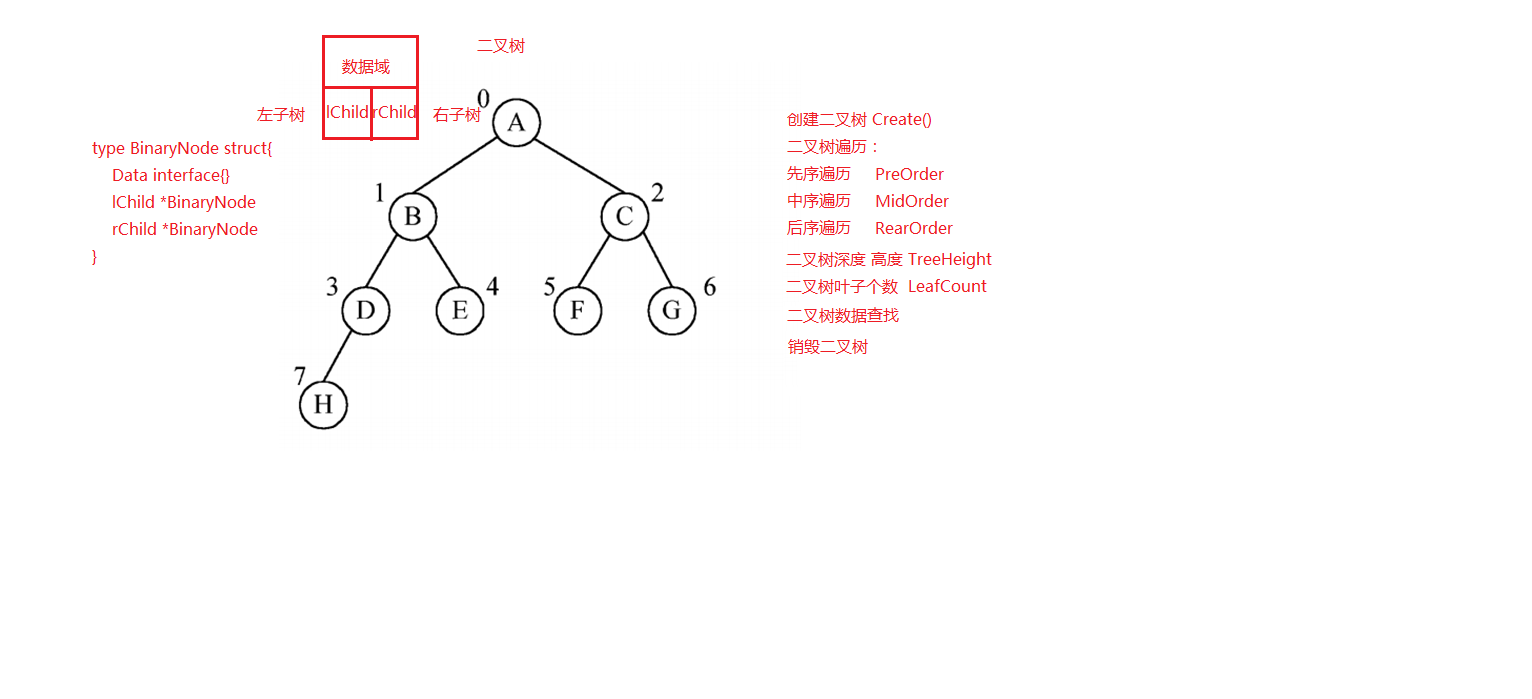 二叉树
数据域
左子树
lChild
rChild
右子树
type BinaryNode struct{
Data interface{}
lChild *BinaryNode
rChild *BinaryNode
}
0
A
1
B
2
C
3
D
4
E
5
F
6
G
7
H
创建二叉树 Create()
二叉树遍历：
先序遍历 PreOrder
中序遍历 MidOrder
后序遍历 RearOrder
二叉树深度 高度 TreeHeight
二叉树叶子个数 LeafCount
二叉树数据查找
销毁二叉树